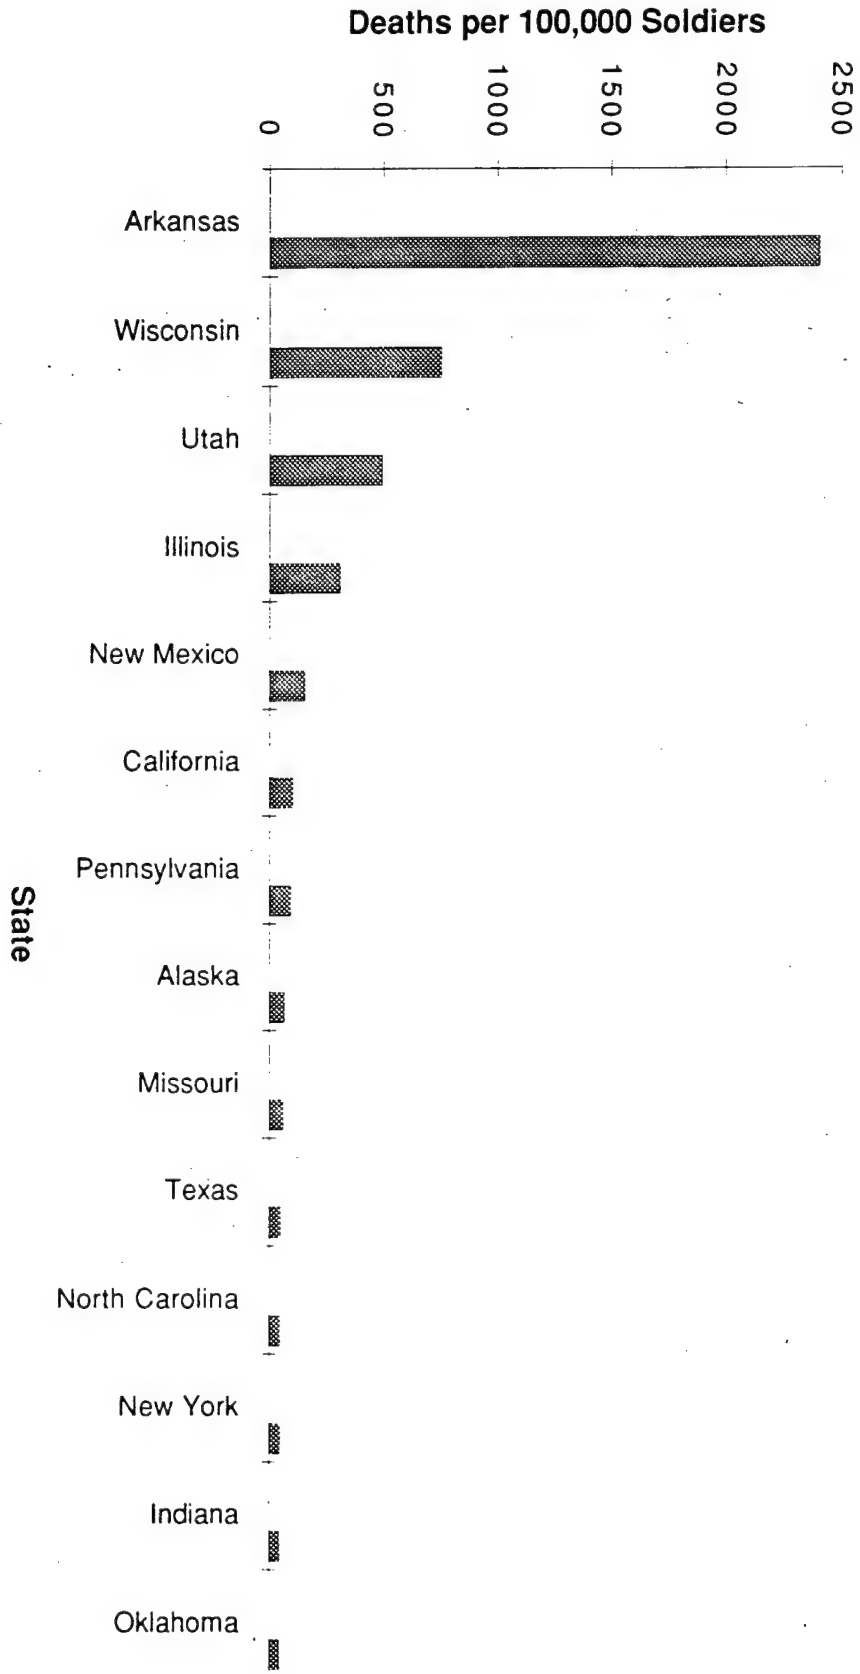 Deaths per 100,000 Soldiers
2500
2000
1500
1000
500
0
Arkansas
Wisconsin
Utah
Illinois
New Mexico
California
Pennsylvania
Alaska
Missouri
Texas
North Carolina
New York
Indiana
Oklahoma
State